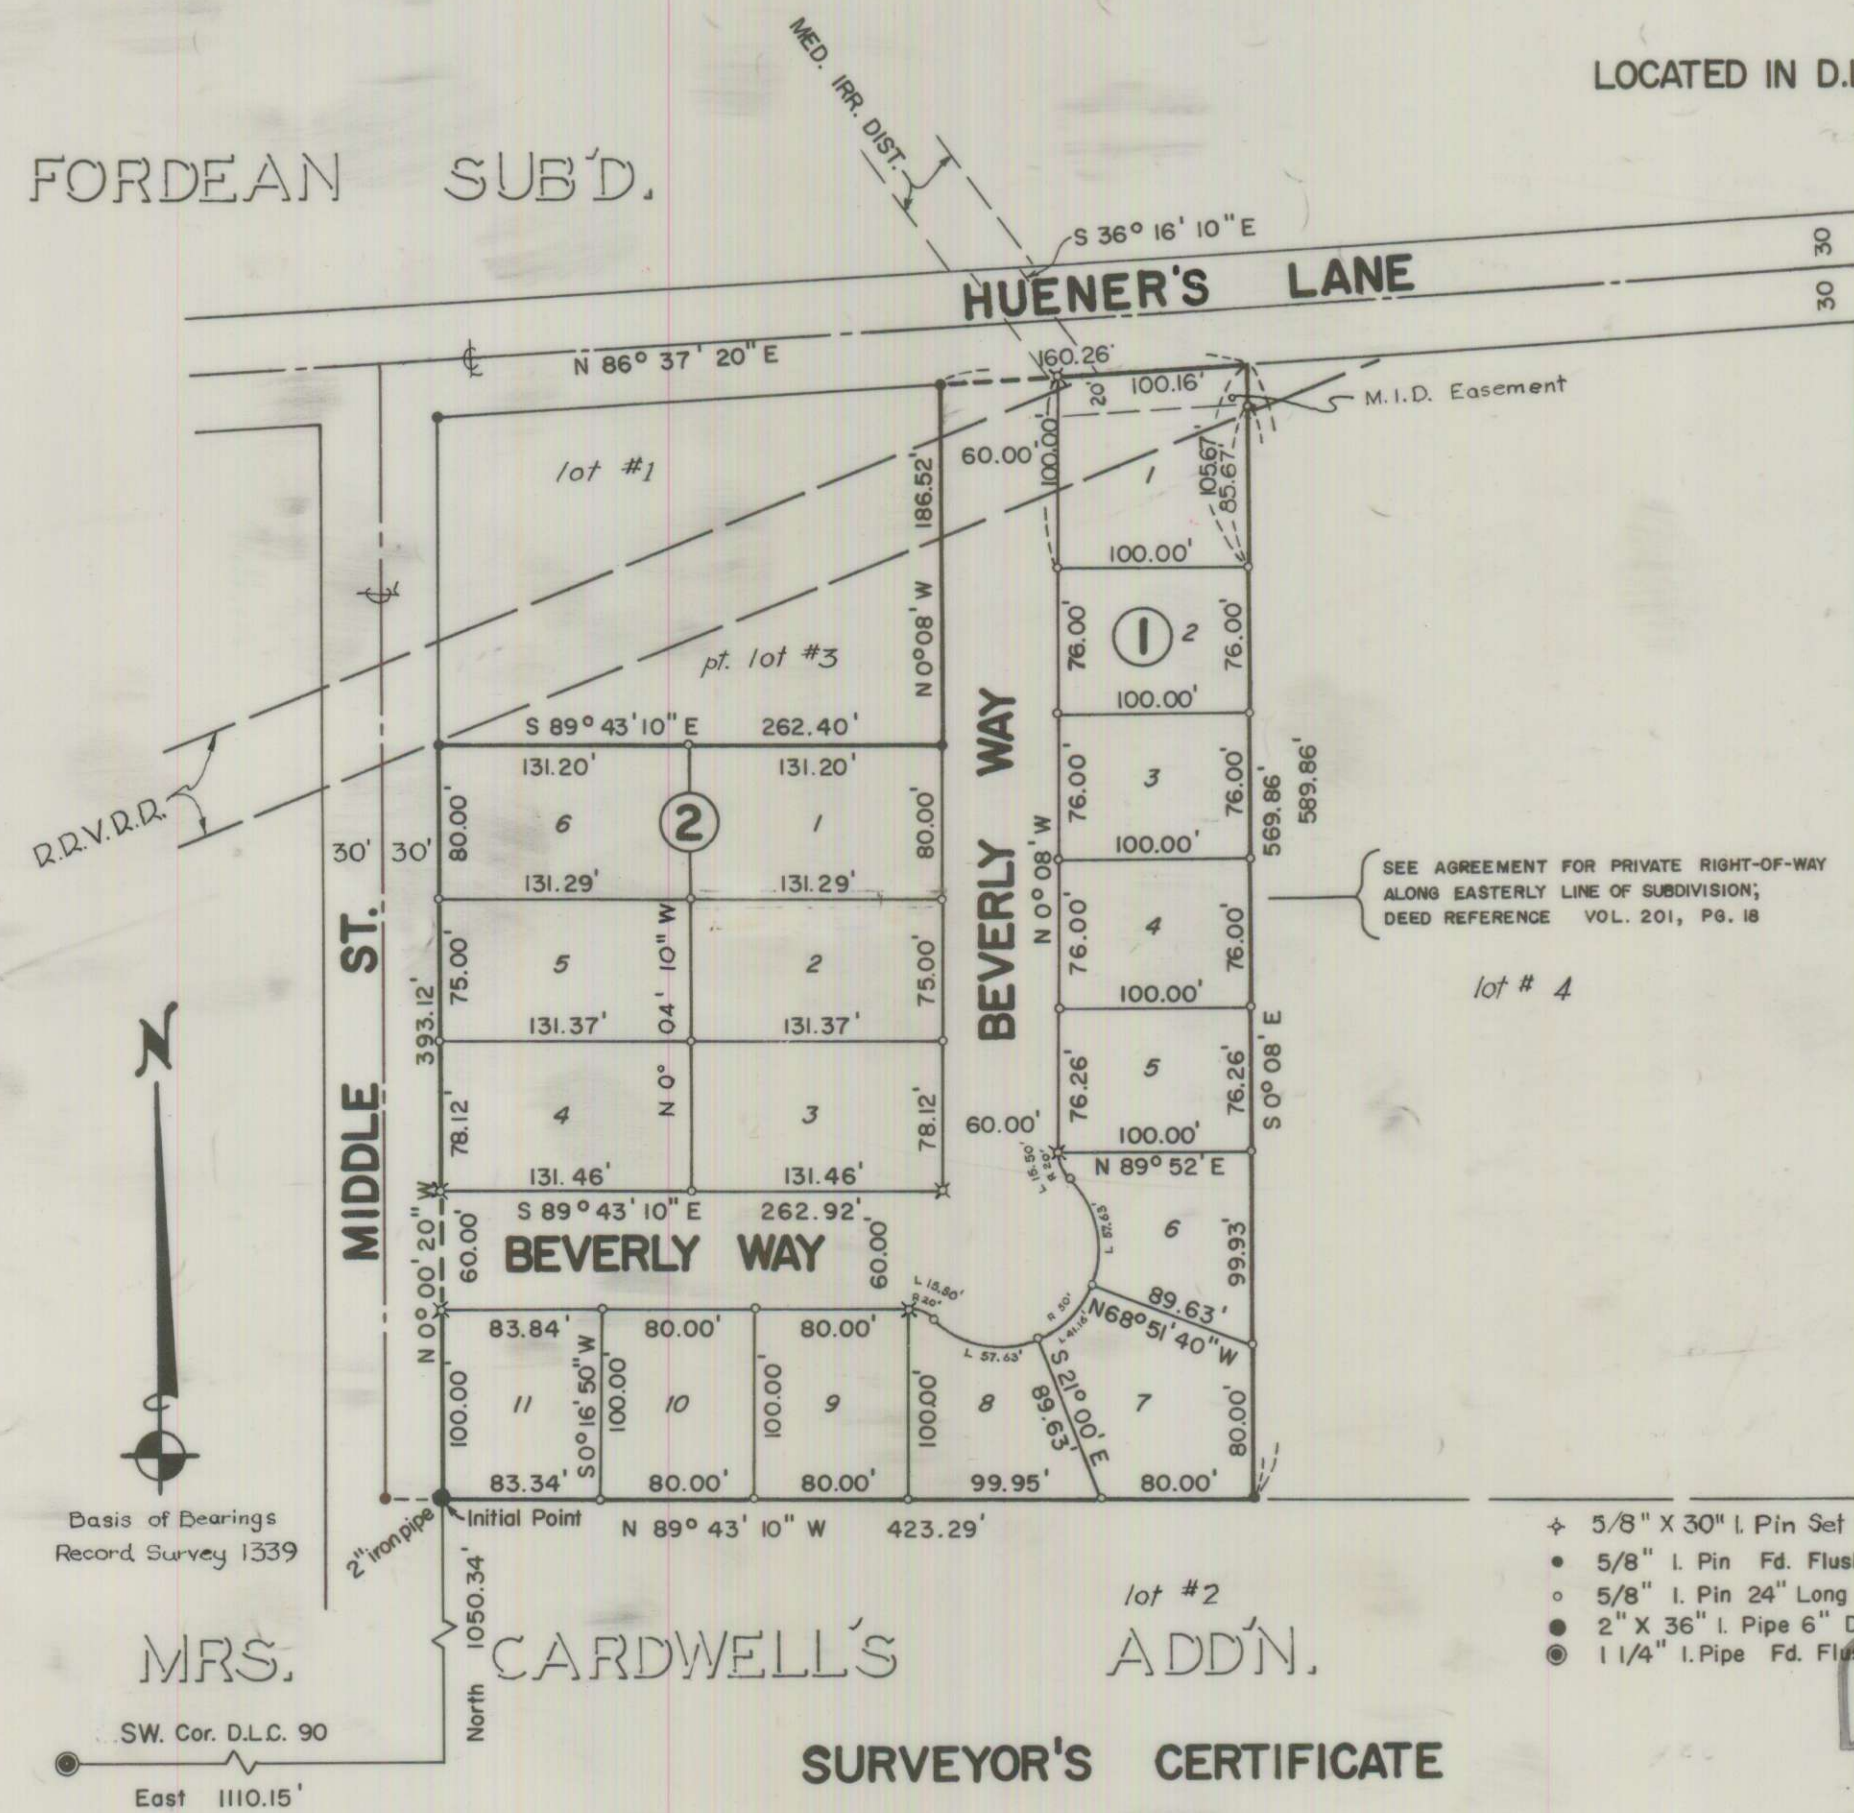 LOCATED IN
FORDEAN SUB'D.
MED. IRR. DIST.
S 36° 16' 10" E
HUENER'S LANE
30
30
N 86° 37' 20" E
160.26'
100.16'
20'
M.I.D. Easement
lot #1
186.52'
60.00'
100.00'
105.67'
85.67'
1
100.00'
N 0° 08' W
76.00'
1
2
76.00'
100.00'
pt. lot #3
S 89° 43' 10" E 262.40'
131.20'
131.20'
BEVERLY WAY
76.00'
3
76.00'
569.86'
589.86'
100.00'
R.R.V.R.R.
30'
30'
80.00'
6
2
1
80.00'
N 0° 08' W
131.29'
131.29'
SEE AGREEMENT FOR PRIVATE RIGHT-OF-WAY
ALONG EASTERLY LINE OF SUBDIVISION;
DEED REFERENCE VOL. 201, PG. 18
76.00'
4
76.00'
100.00'
lot # 4
MIDDLE ST.
393.12'
75.00'
5
N 0° 04' 10" W
2
75.00'
131.37'
131.37'
76.26'
5
76.26'
S 0° 08' E
100.00'
N
78.12'
4
3
78.12'
60.00'
131.46'
131.46'
L 15.50'
R 20'
N 89° 52' E
S 89° 43' 10" E 262.92'
N 0° 00' 20" W
60.00'
BEVERLY WAY
60.00'
L 57.63'
6
99.93'
L 15.50'
R 20'
R 50'
L 41.16'
89.63'
N 68° 51' 40" W
83.84'
80.00'
80.00'
L 57.63'
100.00'
11
S 0° 16' 50" W
100.00'
10
100.00'
9
100.00'
8
S 21° 00' E
89.63'
7
80.00'
83.34'
80.00'
80.00'
99.95'
80.00'
Basis of Bearings
Record Survey 1339
2" iron pipe
Initial Point
N 89° 43' 10" W 423.29'
5/8" X 30" I. Pin Set
5/8" I. Pin Fd.
5/8" I. Pin 24" Long
2" X 36" I. Pipe 6"
1 1/4" I. Pipe Fd.
North 1050.34'
lot #2
MRS. CARDWELL'S ADD'N.
SW. Cor. D.L.C. 90
East 1110.15'
SURVEYOR'S CERTIFICATE